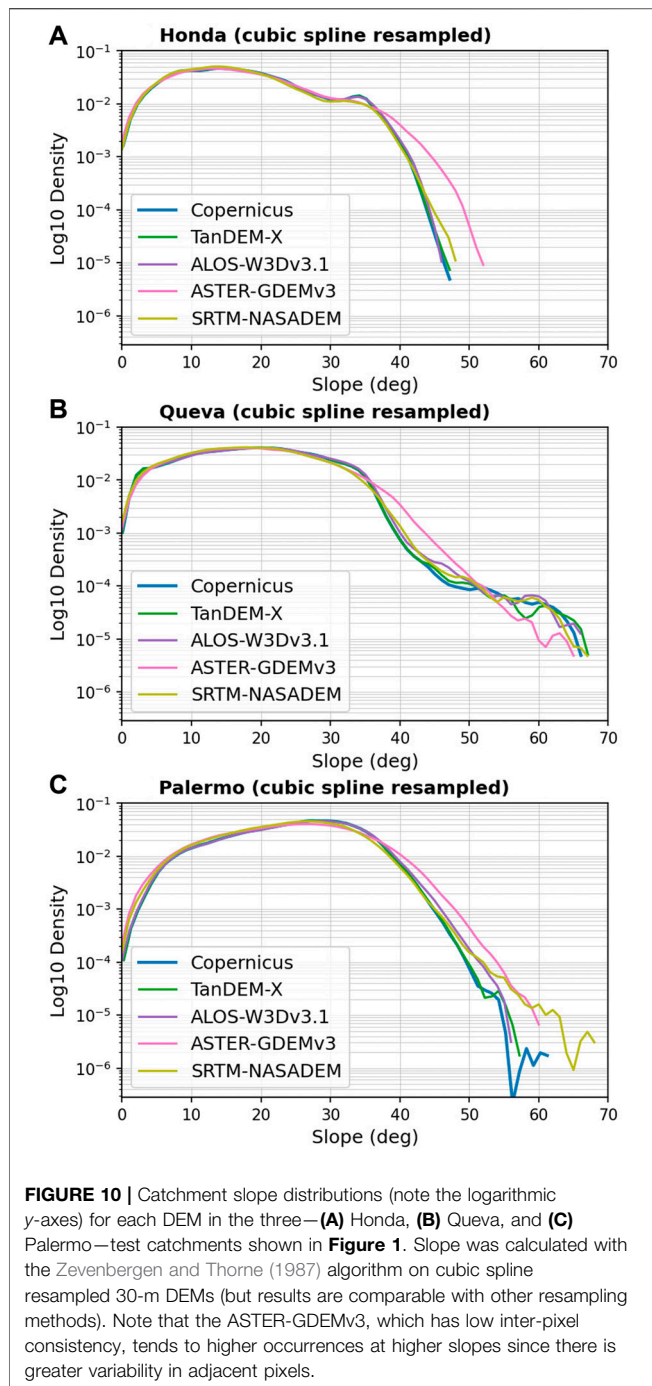 A
Honda (cubic spline resampled)
10⁻¹
10⁻²
10⁻³
10⁻⁴
10⁻⁵
10⁻⁶
Log10 Density
Copernicus
TanDEM-X
ALOS-W3Dv3.1
ASTER-GDEMv3
SRTM-NASADEM
0 10 20 30 40 50 60 70
Slope (deg)
B
Queva (cubic spline resampled)
10⁻¹
10⁻²
10⁻³
10⁻⁴
10⁻⁵
10⁻⁶
Log10 Density
Copernicus
TanDEM-X
ALOS-W3Dv3.1
ASTER-GDEMv3
SRTM-NASADEM
0 10 20 30 40 50 60 70
Slope (deg)
C
Palermo (cubic spline resampled)
10⁻¹
10⁻²
10⁻³
10⁻⁴
10⁻⁵
10⁻⁶
Log10 Density
Copernicus
TanDEM-X
ALOS-W3Dv3.1
ASTER-GDEMv3
SRTM-NASADEM
0 10 20 30 40 50 60 70
Slope (deg)
FIGURE 10 | Catchment slope distributions (note the logarithmic
y-axes) for each DEM in the three—(A) Honda, (B) Queva, and (C)
Palermo—test catchments shown in Figure 1. Slope was calculated with
the Zevenbergen and Thorne (1987) algorithm on cubic spline
resampled 30-m DEMs (but results are comparable with other resampling
methods). Note that the ASTER-GDEMv3, which has low inter-pixel
consistency, tends to higher occurrences at higher slopes since there is
greater variability in adjacent pixels.